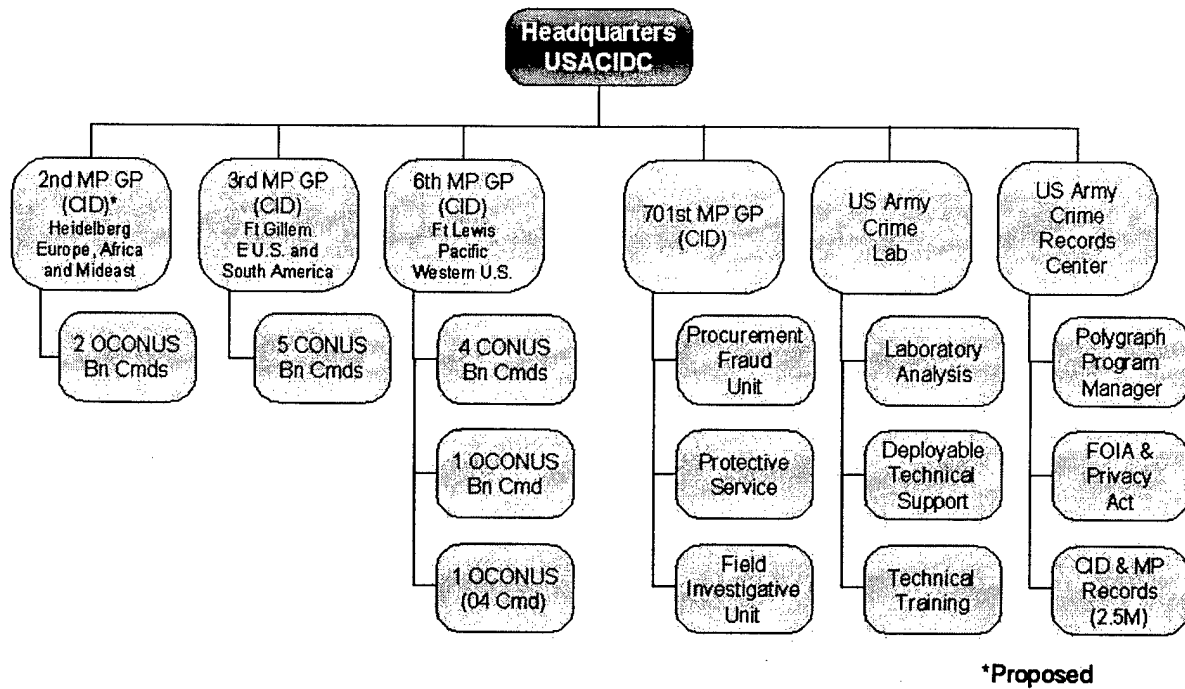 Headquarters
USACIDC
2nd MP GP
(CID)*
Heidelberg
Europe, Africa
and Mideast
3rd MP GP
(CID)
Ft Gillem
E U.S. and
South America
6th MP GP
(CID)
Ft Lewis
Pacific
Western U.S.
701st MP GP
(CID)
US Army
Crime
Lab
US Army
Crime
Records
Center
2 OCONUS
Bn Cmds
5 CONUS
Bn Cmds
4 CONUS
Bn Cmds
1 OCONUS
Bn Cmd
1 OCONUS
(04 Cmd)
Procurement
Fraud
Unit
Protective
Service
Field
Investigative
Unit
Laboratory
Analysis
Deployable
Technical
Support
Technical
Training
Polygraph
Program
Manager
FOIA &
Privacy
Act
CID & MP
Records
(2.5M)
*Proposed